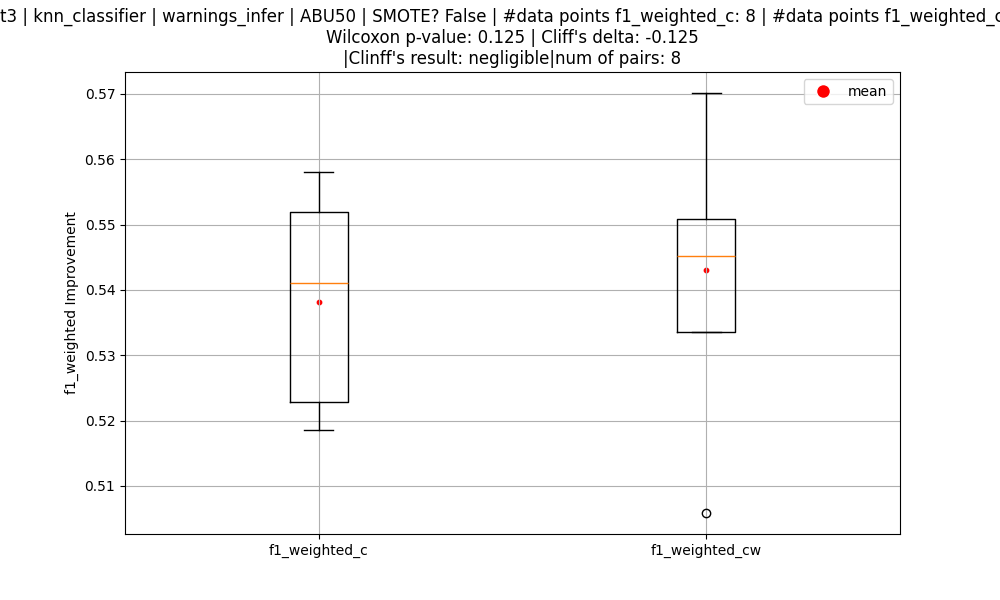 t3 | knn_classifier | warnings_infer | ABU50 | SMOTE? False | #data points f1_weighted_c: 8 | #data points f1_weighted_c
Wilcoxon p-value: 0.125 | Cliff's delta: -0.125
|Clinff's result: negligible|num of pairs: 8
mean
0.57
0.56
0.55
0.54
0.53
0.52
0.51
f1_weighted Improvement
f1_weighted_c
f1_weighted_cw